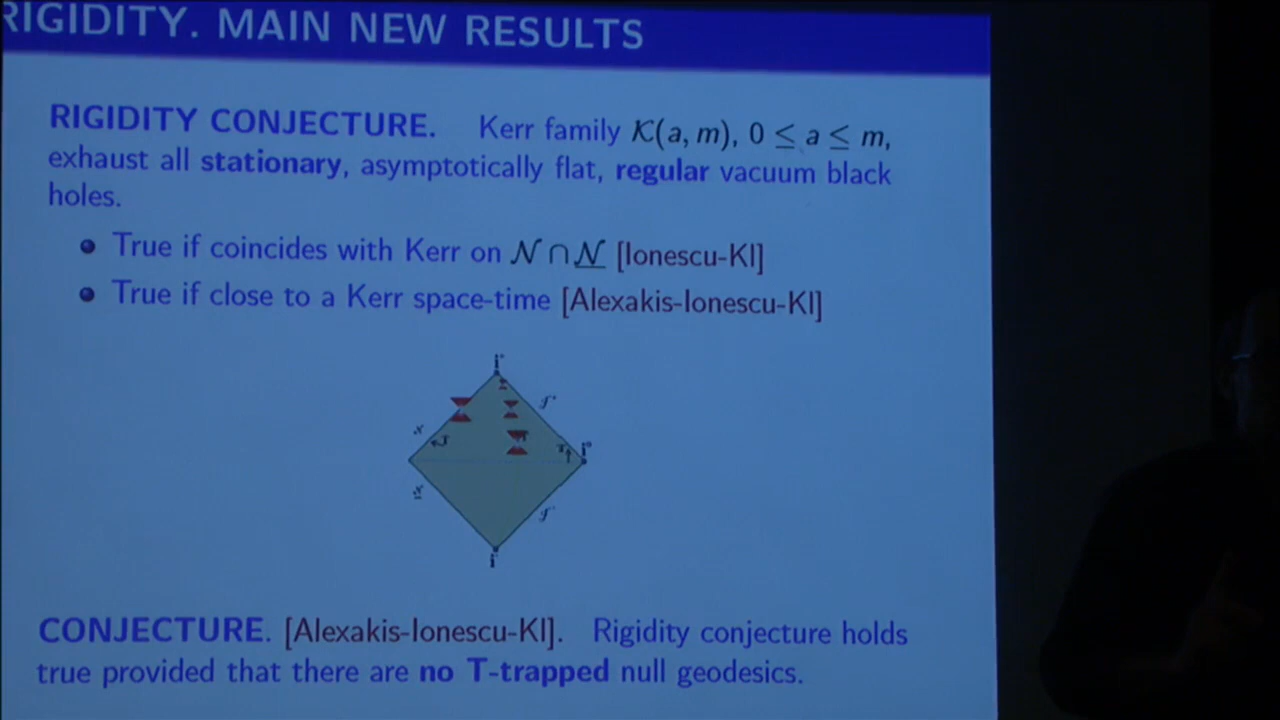 RIGIDITY. MAIN NEW RESULTS
RIGIDITY CONJECTURE. Kerr family 𝒦(a, m), 0 ≤ a ≤ m,
exhaust all stationary, asymptotically flat, regular vacuum black
holes.
True if coincides with Kerr on 𝒩 ∩ 𝒩̲ [Ionescu-Kl]
True if close to a Kerr space-time [Alexakis-Ionescu-Kl]
CONJECTURE. [Alexakis-Ionescu-Kl]. Rigidity conjecture holds
true provided that there are no T-trapped null geodesics.